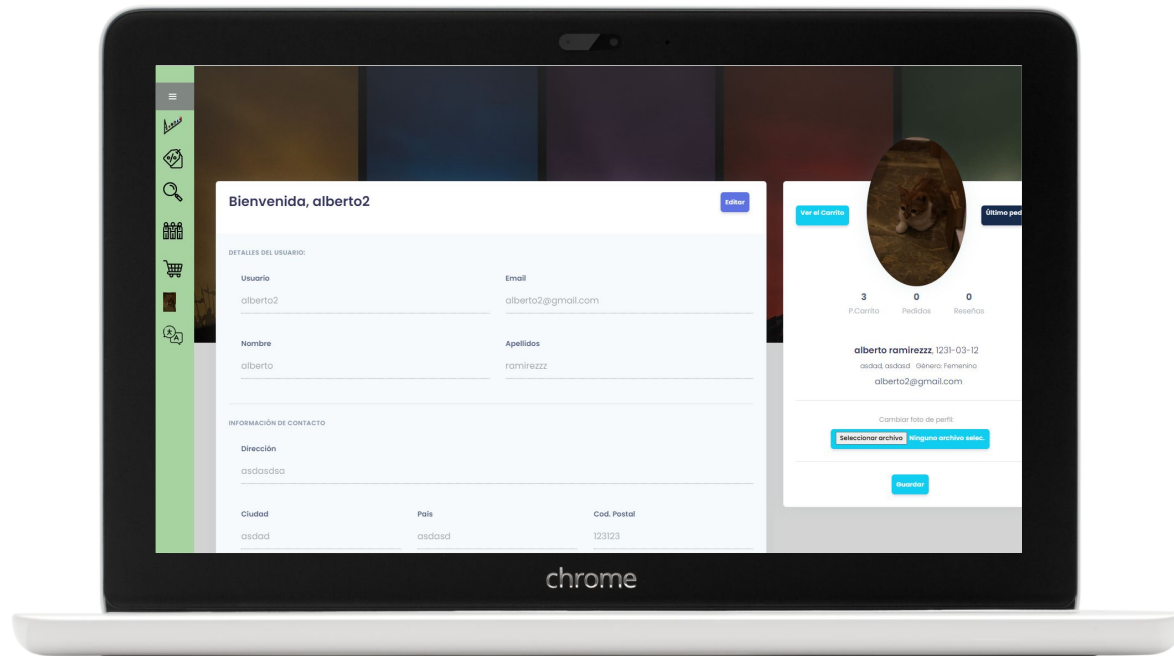 Bienvenida, alberto2
Editar
DETALLES DEL USUARIO:
Usuario
Email
alberto2
alberto2@gmail.com
Nombre
Apellidos
alberto
ramirezzz
INFORMACIÓN DE CONTACTO
Dirección
asdasdsa
Ciudad
País
Cod. Postal
asdad
asdasd
123123
Ver el Carrito
Último ped
3
0
0
P.Carrito
Pedidos
Reseñas
alberto ramirezzz, 1231-03-12
asdad, asdasd Género: Femenino
alberto2@gmail.com
Cambiar foto de perfil:
Seleccionar archivo Ninguno archivo selec.
Guardar
chrome